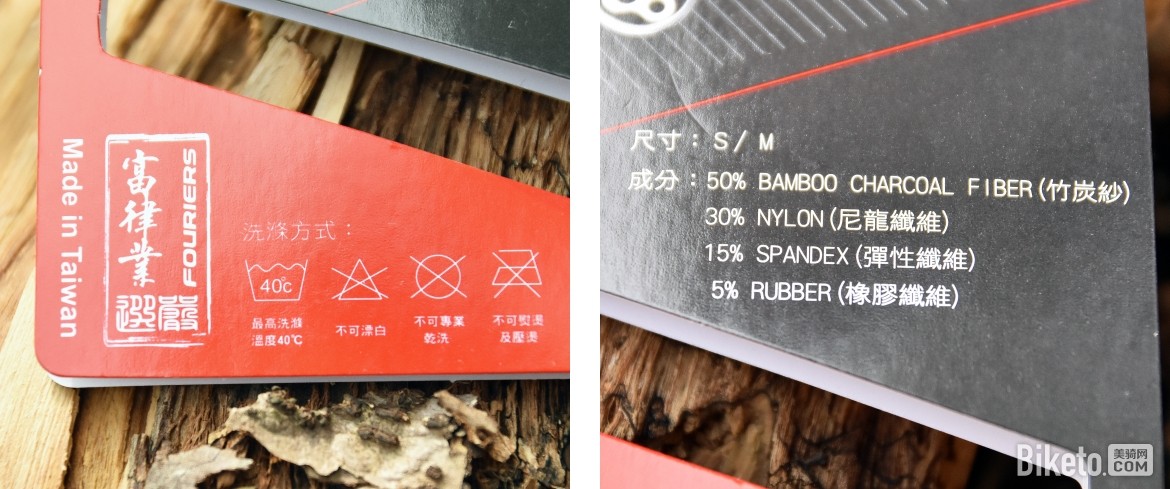 Made in Taiwan
富律業
FOURIERS
嚴選
洗滌方式：
40℃
最高洗滌
溫度40℃
不可漂白
不可專業
乾洗
不可熨燙
及壓燙
尺寸：S/ M
成分：50% BAMBOO CHARCOAL FIBER(竹炭紗)
30% NYLON(尼龍纖維)
15% SPANDEX(彈性纖維)
5% RUBBER(橡膠纖維)
Biketo.美骑网
COM